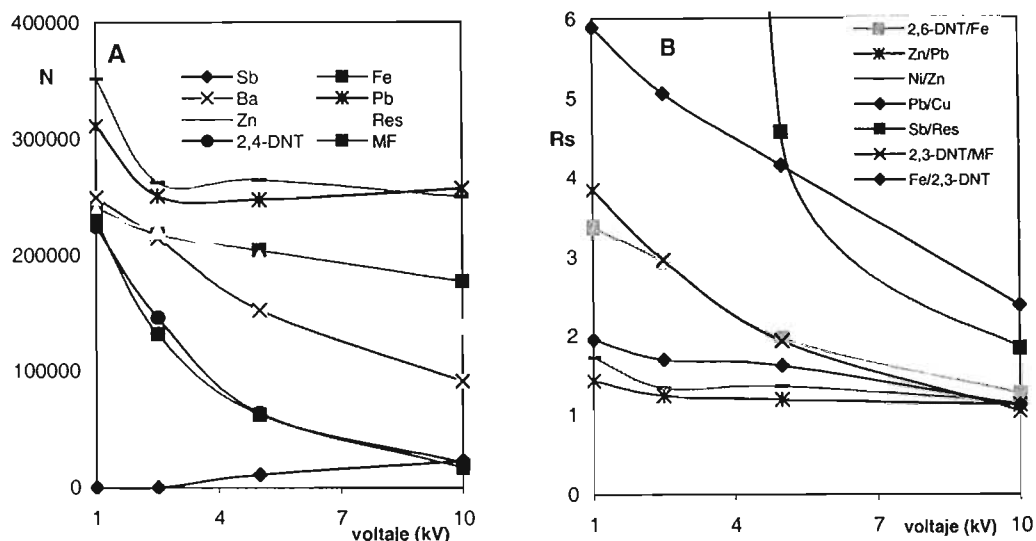 400000
300000
200000
100000
0
N
A
Sb
Fe
Ba
Pb
Zn
Res
2,4-DNT
MF
1
4
7
10
voltale (kV)
6
5
4
3
2
1
0
Rs
B
2,6-DNT/Fe
Zn/Pb
Ni/Zn
Pb/Cu
Sb/Res
2,3-DNT/MF
Fe/2,3-DNT
1
4
7
10
voltaje (kV)